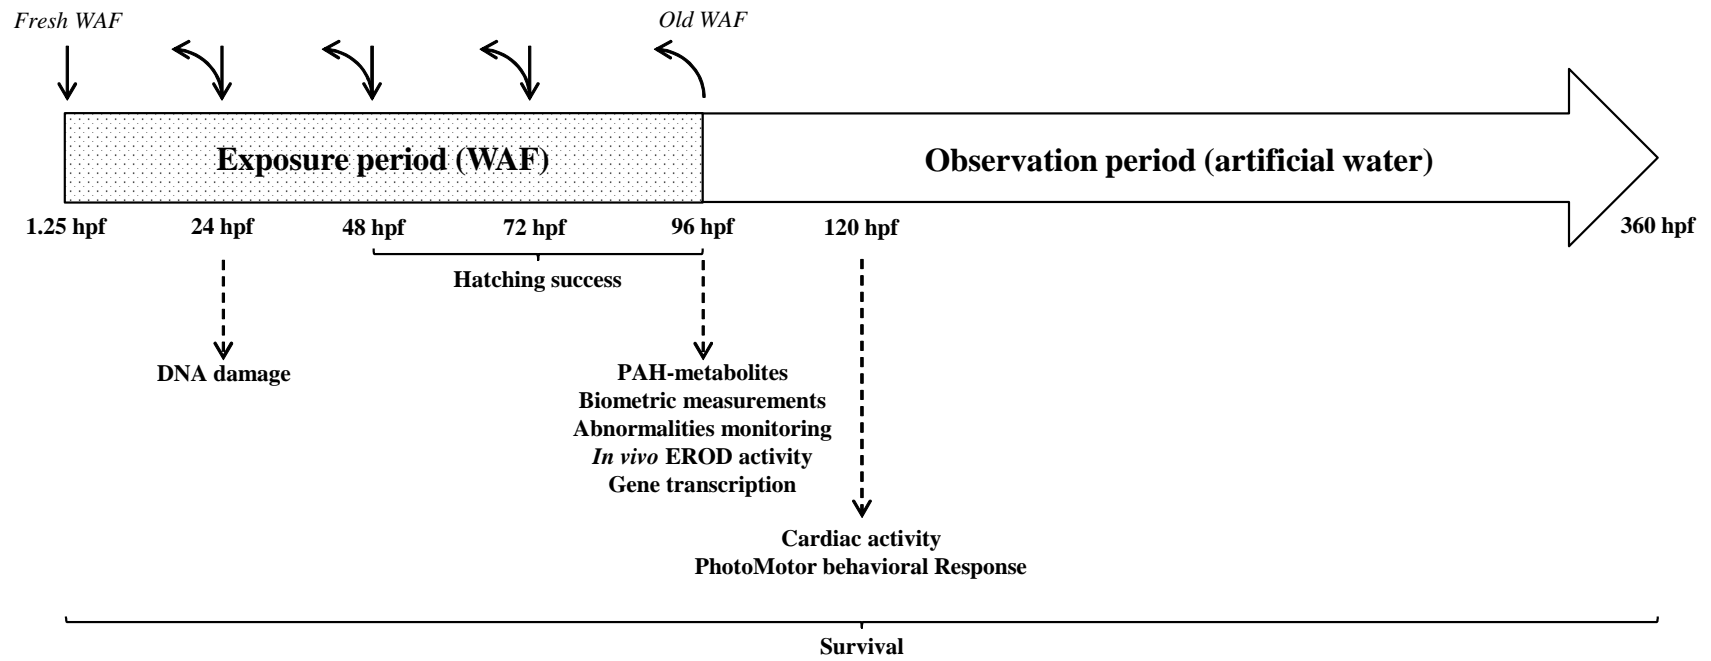 Fresh WAF
Old WAF
Exposure period (WAF)
Observation period (artificial water)
1.25 hpf
24 hpf
48 hpf
72 hpf
96 hpf
120 hpf
360 hpf
Hatching success
DNA damage
PAH-metabolites
Biometric measurements
Abnormalities monitoring
In vivo EROD activity
Gene transcription
Cardiac activity
PhotoMotor behavioral Response
Survival